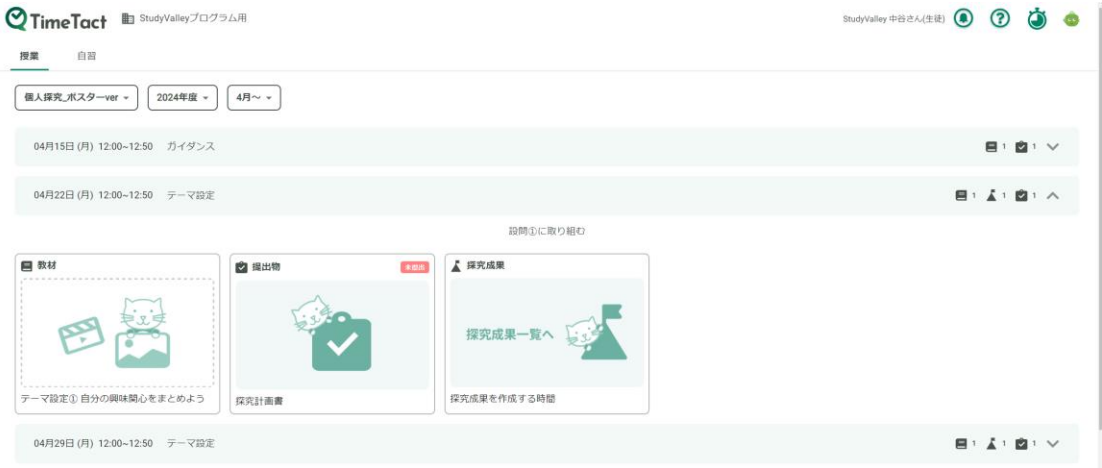 TimeTact StudyValleyプログラム用 StudyValley 中谷さん(生徒)
授業 自習
個人探究_ポスターver 2024年度 4月〜
04月15日 (月) 12:00~12:50 ガイダンス 1 1
04月22日 (月) 12:00~12:50 テーマ設定 1 1 1
設問①に取り組む
教材
テーマ設定① 自分の興味関心をまとめよう
提出物 未提出
探究計画書
探究成果
探究成果一覧へ
探究成果を作成する時間
04月29日 (月) 12:00~12:50 テーマ設定 1 1 1